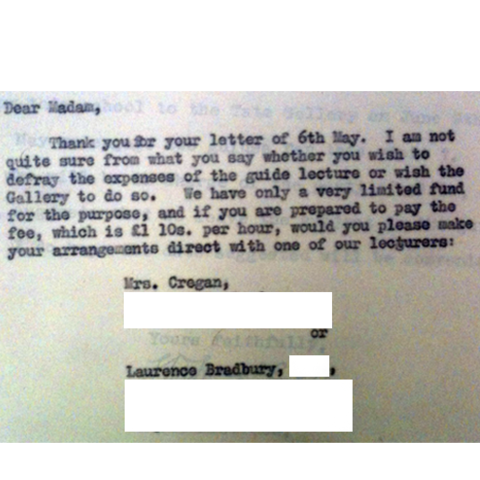 Dear Madam,
Thank you for your letter of 6th May. I am not
quite sure from what you say whether you wish to
defray the expenses of the guide lecture or wish the
Gallery to do so. We have only a very limited fund
for the purpose, and if you are prepared to pay the
fee, which is £1 10s. per hour, would you please make
your arrangements direct with one of our lecturers:
Mrs. Cregan,
or
Yours faithfully,
Laurence Bradbury,